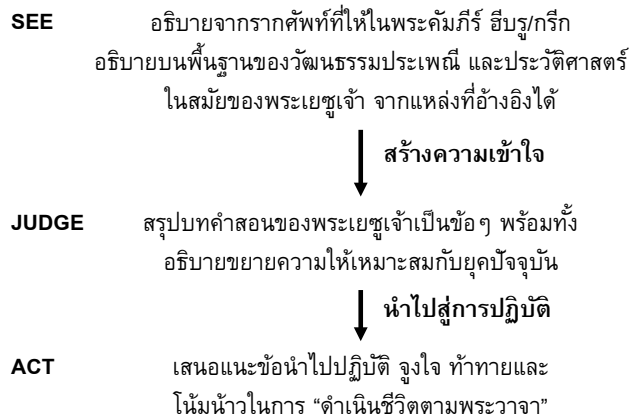 SEE อธิบายจากรากศัพท์ที่ให้ในพระคัมภีร์ ฮีบรู/กรีก
อธิบายบนพื้นฐานของวัฒนธรรมประเพณี และประวัติศาสตร์
ในสมัยของพระเยซูเจ้า จากแหล่งที่อ้างอิงได้
สร้างความเข้าใจ
JUDGE สรุปบทคำสอนของพระเยซูเจ้าเป็นข้อๆ พร้อมทั้ง
อธิบายขยายความให้เหมาะสมกับยุคปัจจุบัน
นำไปสู่การปฏิบัติ
ACT เสนอแนะข้อนำไปปฏิบัติ จูงใจ ท้าทายและ
โน้มน้าวในการ “ดำเนินชีวิตตามพระวาจา”